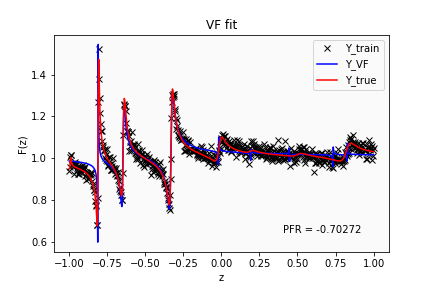 VF fit
Y_train
Y_VF
Y_true
F(z)
1.4
1.2
1.0
0.8
0.6
PFR = -0.70272
−1.00 −0.75 −0.50 −0.25 0.00 0.25 0.50 0.75 1.00
z